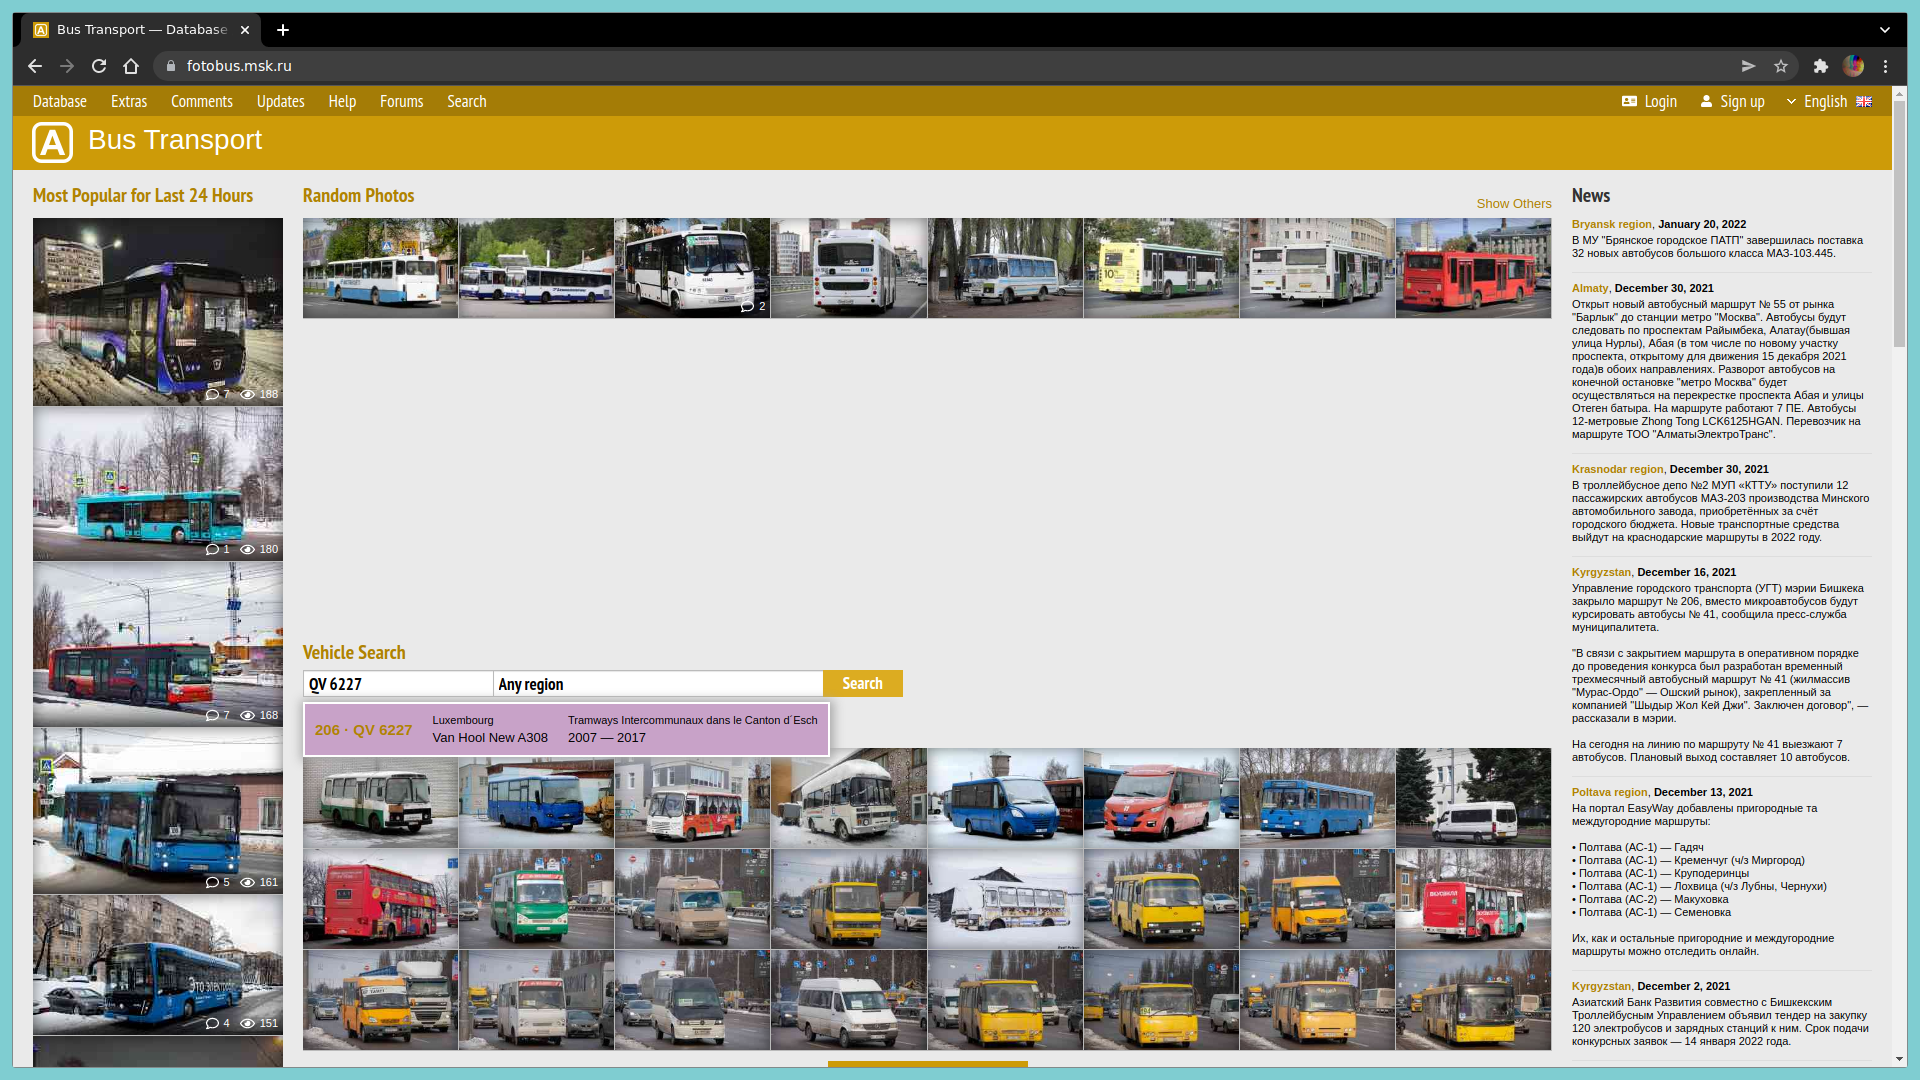 Bus Transport — Database
fotobus.msk.ru
Database Extras Comments Updates Help Forums Search
Login Sign up English
A Bus Transport
Most Popular for Last 24 Hours
7 188
1 180
7 168
5 161
4 151
Random Photos
Show Others
2
Vehicle Search
QV 6227 Any region Search
206 · QV 6227
Luxembourg
Van Hool New A308
Tramways Intercommunaux dans le Canton d´Esch
2007 — 2017
News
Bryansk region, January 20, 2022
В МУ "Брянское городское ПАТП" завершилась поставка
32 новых автобусов большого класса МАЗ-103.445.
Almaty, December 30, 2021
Открыт новый автобусный маршрут № 55 от рынка
"Барлык" до станции метро "Москва". Автобусы будут
следовать по проспектам Райымбека, Алатау(бывшая
улица Нурлы), Абая (в том числе по новому участку
проспекта, открытому для движения 15 декабря 2021
года)в обоих направлениях. Разворот автобусов на
конечной остановке "метро Москва" будет
осуществляться на перекрестке проспекта Абая и улицы
Отеген батыра. На маршруте работают 7 ПЕ. Автобусы
12-метровые Zhong Tong LCK6125HGAN. Перевозчик на
маршруте ТОО "АлматыЭлектроТранс".
Krasnodar region, December 30, 2021
В троллейбусное депо №2 МУП «КТТУ» поступили 12
пассажирских автобусов МАЗ-203 производства Минского
автомобильного завода, приобретённых за счёт
городского бюджета. Новые транспортные средства
выйдут на краснодарские маршруты в 2022 году.
Kyrgyzstan, December 16, 2021
Управление городского транспорта (УГТ) мэрии Бишкека
закрыло маршрут № 206, вместо микроавтобусов будут
курсировать автобусы № 41, сообщила пресс-служба
муниципалитета.
"В связи с закрытием маршрута в оперативном порядке
до проведения конкурса был разработан временный
трехмесячный автобусный маршрут № 41 (жилмассив
"Мурас-Ордо" — Ошский рынок), закрепленный за
компанией "Шыдыр Жол Кей Джи". Заключен договор", —
рассказали в мэрии.
На сегодня на линию по маршруту № 41 выезжают 7
автобусов. Плановый выход составляет 10 автобусов.
Poltava region, December 13, 2021
На портал EasyWay добавлены пригородные та
междугородние маршруты:
• Полтава (АС-1) — Гадяч
• Полтава (АС-1) — Кременчуг (ч/з Миргород)
• Полтава (АС-1) — Круподеринцы
• Полтава (АС-1) — Лохвица (ч/з Лубны, Чернухи)
• Полтава (АС-2) — Макуховка
• Полтава (АС-1) — Семеновка
Их, как и остальные пригородние и междугородние
маршруты можно отследить онлайн.
Kyrgyzstan, December 2, 2021
Азиатский Банк Развития совместно с Бишкекским
Троллейбусным Управлением объявил тендер на закупку
120 электробусов и зарядных станций к ним. Срок подачи
конкурсных заявок — 14 января 2022 года.